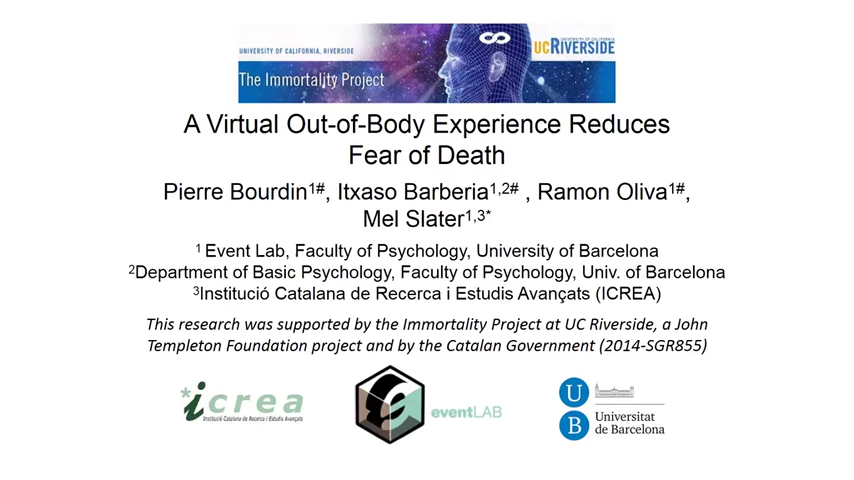 UNIVERSITY OF CALIFORNIA, RIVERSIDE
UNIVERSITY OF CALIFORNIA
UCRIVERSIDE
The Immortality Project
A Virtual Out-of-Body Experience Reduces
Fear of Death
Pierre Bourdin1#, Itxaso Barberia1,2# , Ramon Oliva1#,
Mel Slater1,3*
1 Event Lab, Faculty of Psychology, University of Barcelona
2Department of Basic Psychology, Faculty of Psychology, Univ. of Barcelona
3Institució Catalana de Recerca i Estudis Avançats (ICREA)
This research was supported by the Immortality Project at UC Riverside, a John
Templeton Foundation project and by the Catalan Government (2014-SGR855)
*icrea
Institució Catalana de Recerca i Estudis Avançats
eventLAB
U
B
Universitat
de Barcelona